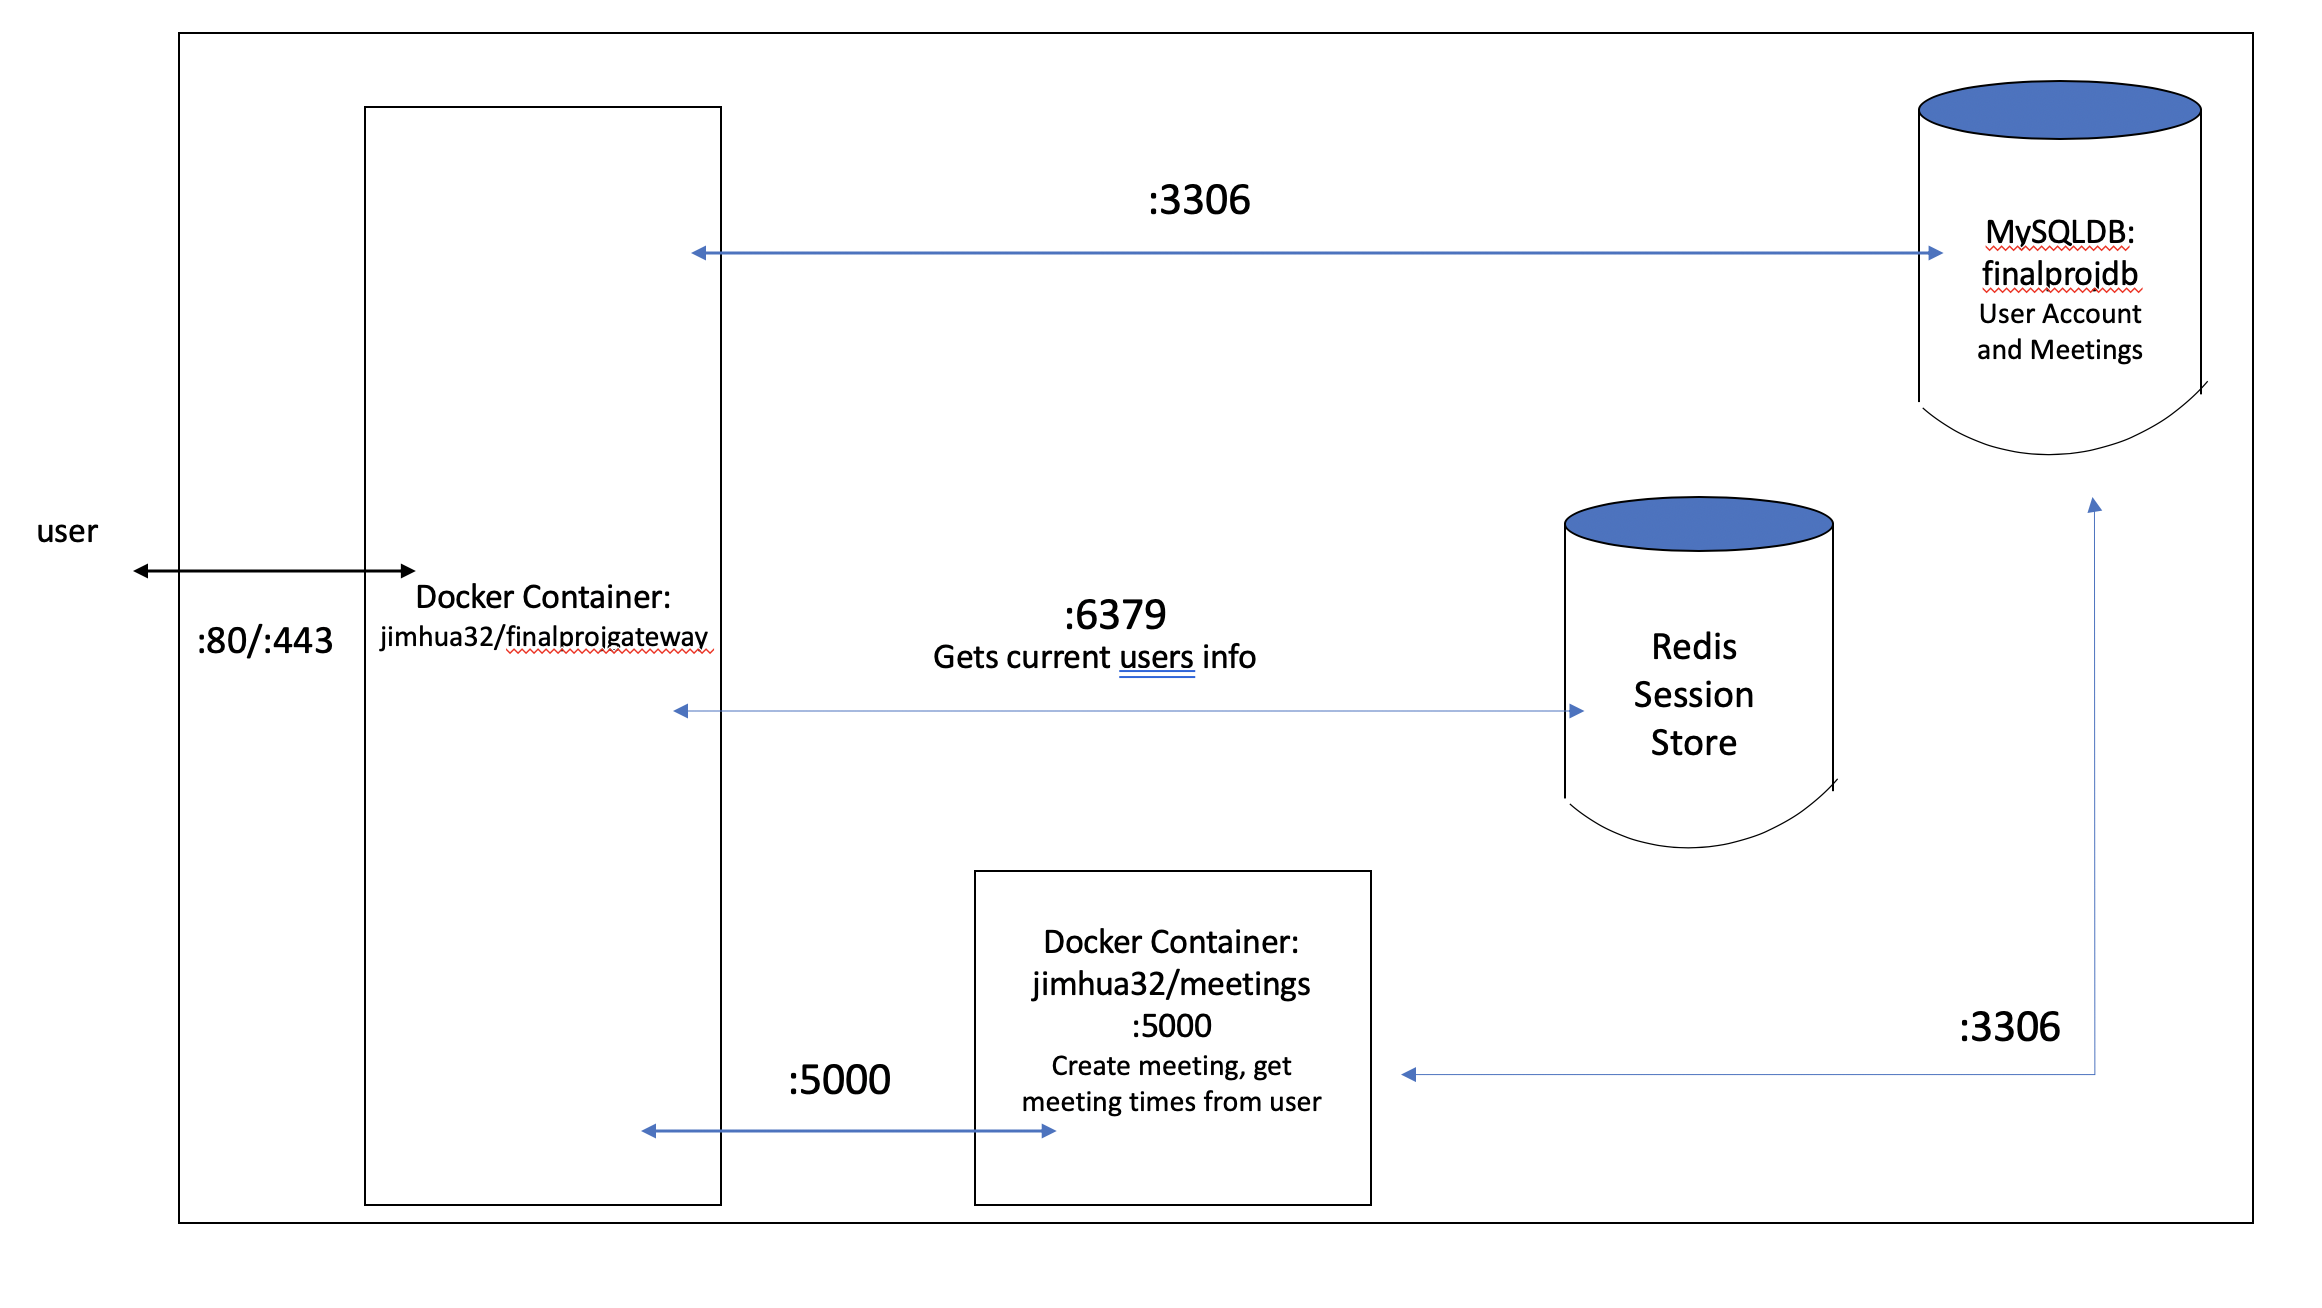 :3306
MySQLDB:
finalprojdb
User Account
and Meetings
user
:80/:443
Docker Container:
jimhua32/finalprojgateway
:6379
Gets current users info
Redis
Session
Store
Docker Container:
jimhua32/meetings
:5000
Create meeting, get
meeting times from user
:5000
:3306